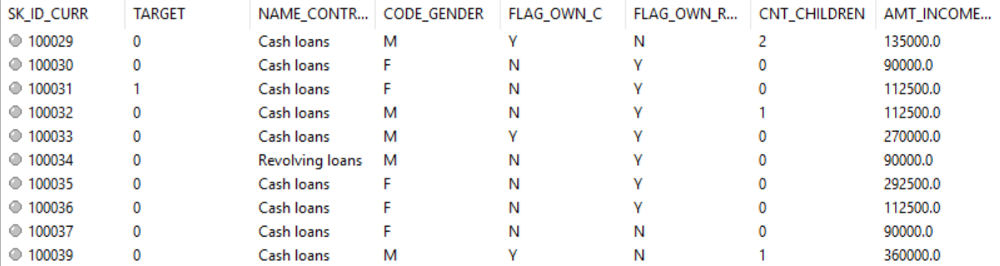 SK_ID_CURR TARGET NAME_CONTR... CODE_GENDER FLAG_OWN_C FLAG_OWN_R... CNT_CHILDREN AMT_INCOME...
100029 0 Cash loans M Y N 2 135000.0
100030 0 Cash loans F N Y 0 90000.0
100031 1 Cash loans F N Y 0 112500.0
100032 0 Cash loans M N Y 1 112500.0
100033 0 Cash loans M Y Y 0 270000.0
100034 0 Revolving loans M N Y 0 90000.0
100035 0 Cash loans F N Y 0 292500.0
100036 0 Cash loans F N Y 0 112500.0
100037 0 Cash loans F N N 0 90000.0
100039 0 Cash loans M Y N 1 360000.0